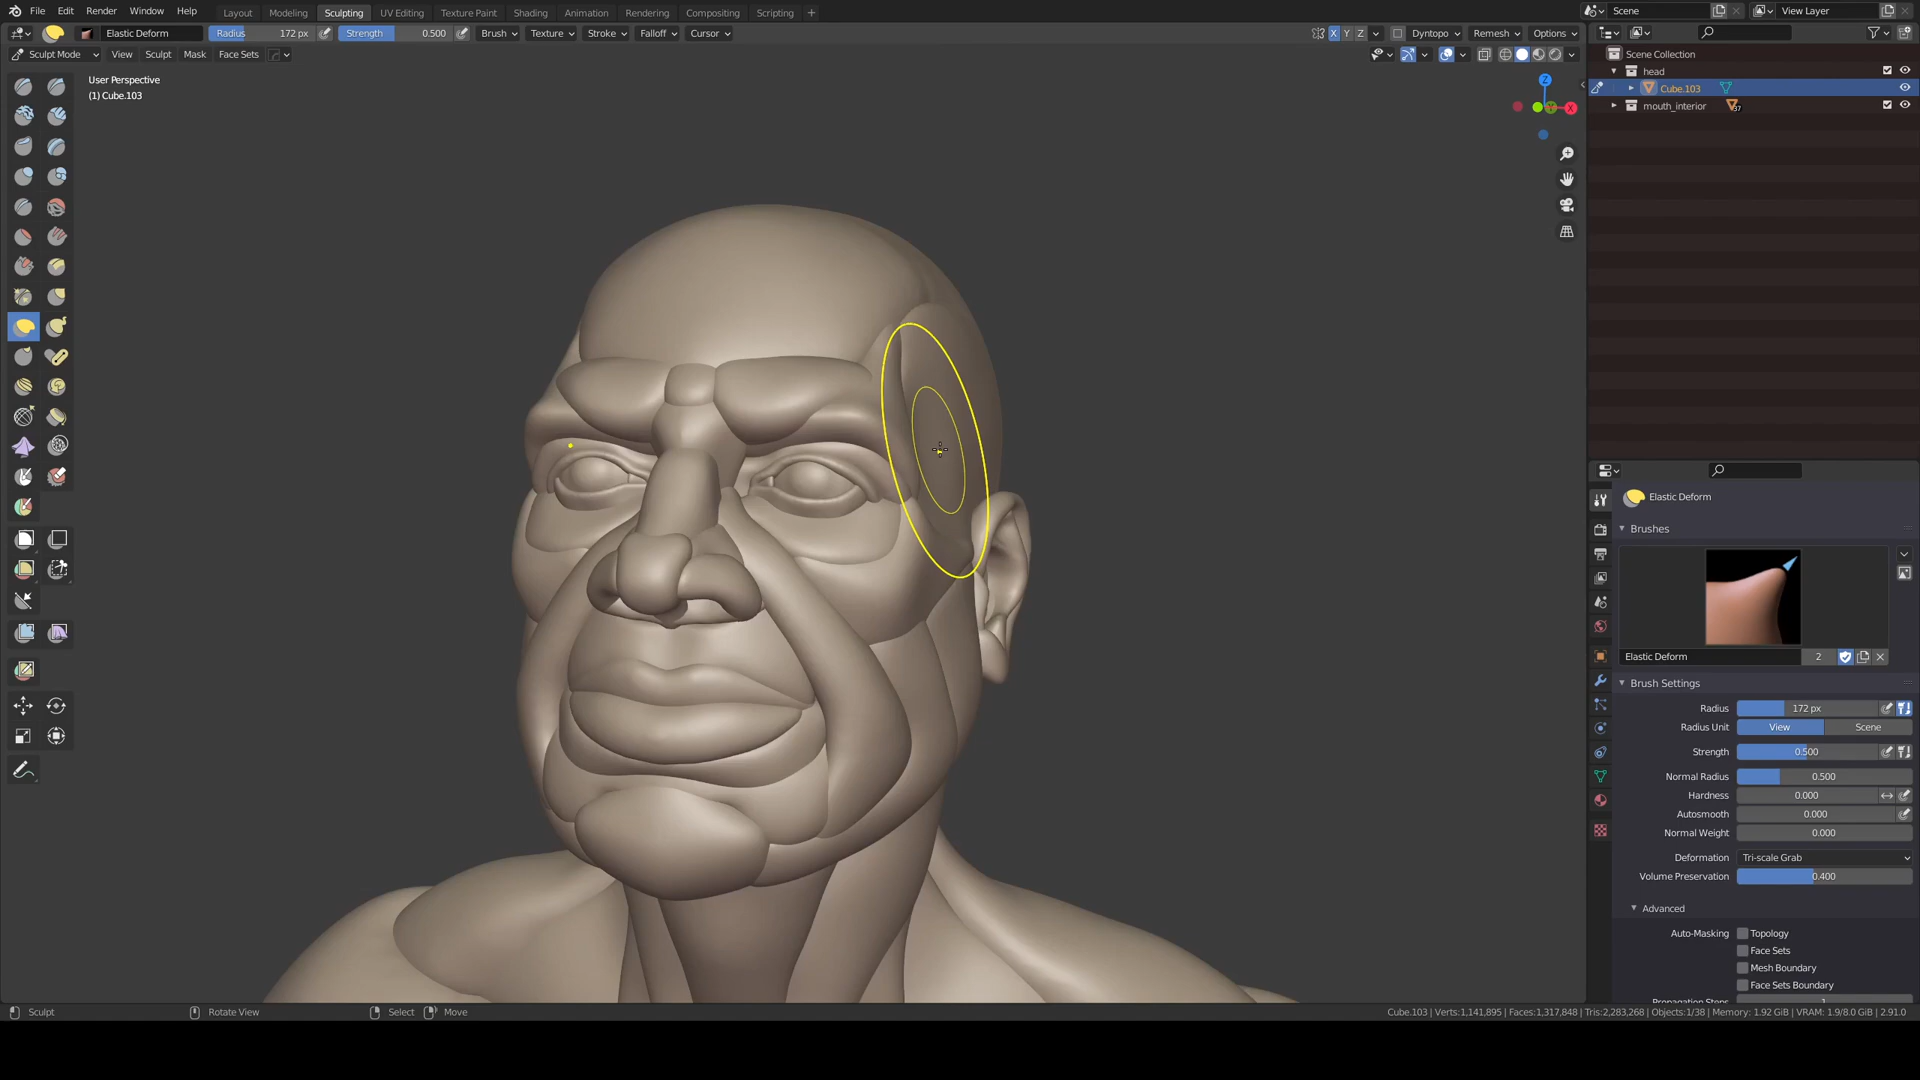 File Edit Render Window Help Layout Modeling Sculpting UV Editing Texture Paint Shading Animation Rendering Compositing Scripting + Scene View Layer
Elastic Deform Radius 172 px Strength 0.500 Brush Texture Stroke Falloff Cursor X Y Z Dyntopo Remesh Options
Sculpt Mode View Sculpt Mask Face Sets
User Perspective
(1) Cube.103
Z
X
Scene Collection
head
Cube.103
mouth_interior 37
Elastic Deform
Brushes
Elastic Deform 2
Brush Settings
Radius 172 px
Radius Unit View Scene
Strength 0.500
Normal Radius 0.500
Hardness 0.000
Autosmooth 0.000
Normal Weight 0.000
Deformation Tri-scale Grab
Volume Preservation 0.400
Advanced
Auto-Masking Topology
Face Sets
Mesh Boundary
Face Sets Boundary
Propagation Steps 1
Sculpt Rotate View Select Move Cube.103 | Verts:1,141,895 | Faces:1,317,848 | Tris:2,283,268 | Objects:1/38 | Memory: 1.92 GiB | VRAM: 1.9/8.0 GiB | 2.91.0